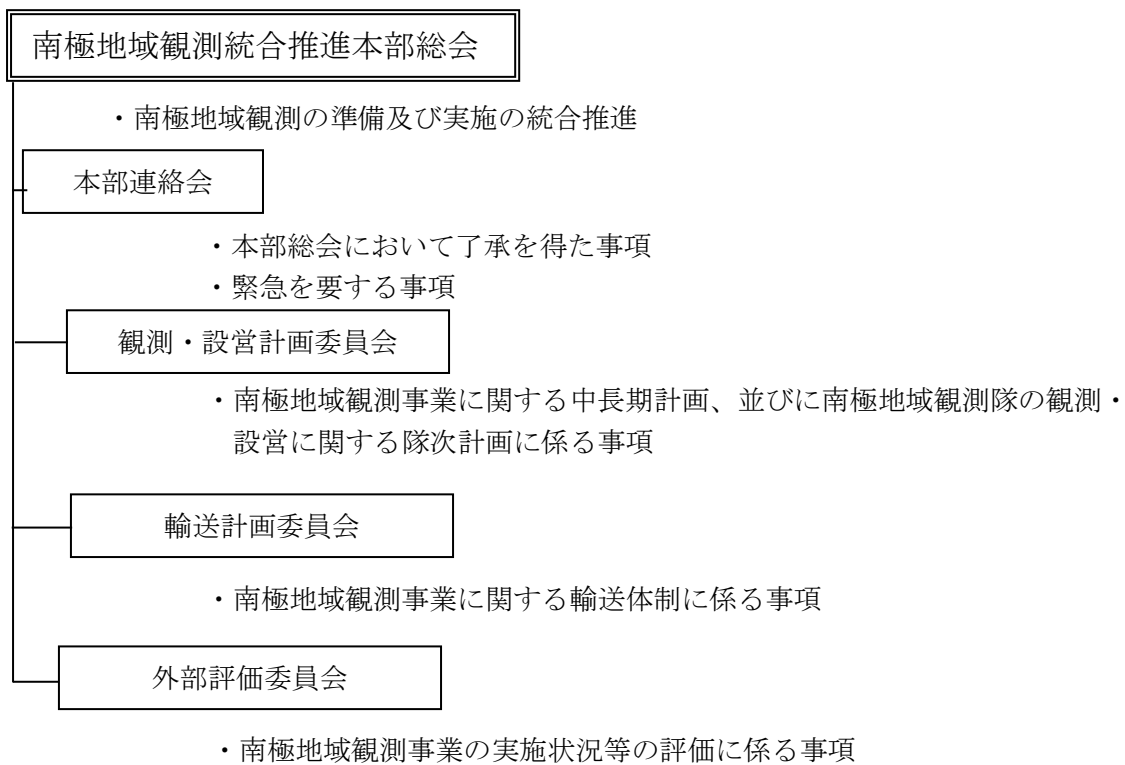 南極地域観測統合推進本部総会
・南極地域観測の準備及び実施の統合推進
本部連絡会
・本部総会において了承を得た事項
・緊急を要する事項
観測・設営計画委員会
・南極地域観測事業に関する中長期計画、並びに南極地域観測隊の観測・
設営に関する隊次計画に係る事項
輸送計画委員会
・南極地域観測事業に関する輸送体制に係る事項
外部評価委員会
・南極地域観測事業の実施状況等の評価に係る事項